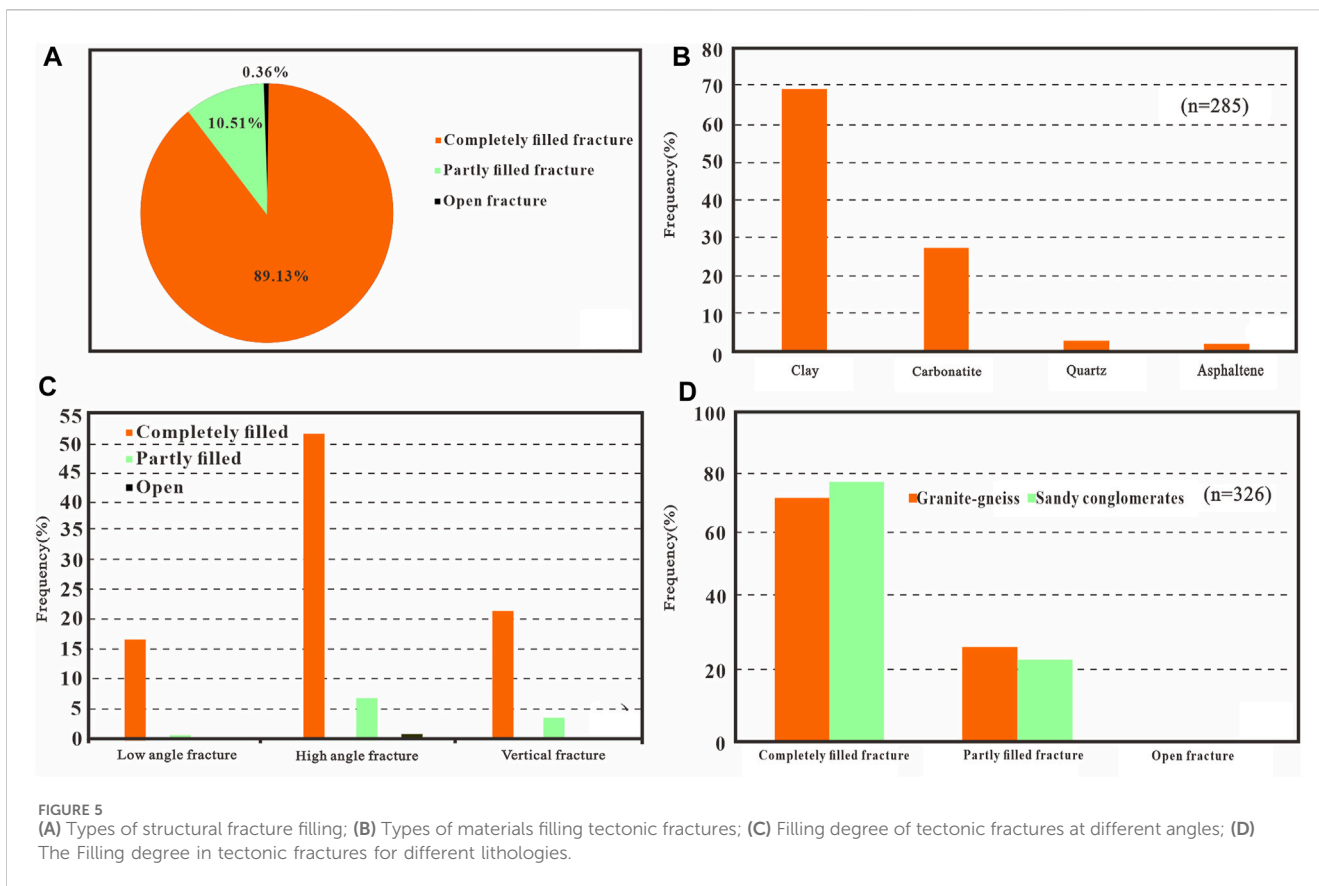 A
0.36%
10.51%
89.13%
Completely filled fracture
Partly filled fracture
Open fracture
B
80
70
60
50
40
30
20
10
0
Frequency(%)
(n=285)
Clay Carbonatite Quartz Asphaltene
C
55
50
45
40
35
30
25
20
15
10
5
0
Frequency(%)
Completely filled
Partly filled
Open
Low angle fracture High angle fracture Vertical fracture
D
100
80
60
40
20
0
Frequency(%)
Granite-gneiss Sandy conglomerates (n=326)
Completely filled fracture Partly filled fracture Open fracture
FIGURE 5
(A) Types of structural fracture filling; (B) Types of materials filling tectonic fractures; (C) Filling degree of tectonic fractures at different angles; (D)
The Filling degree in tectonic fractures for different lithologies.